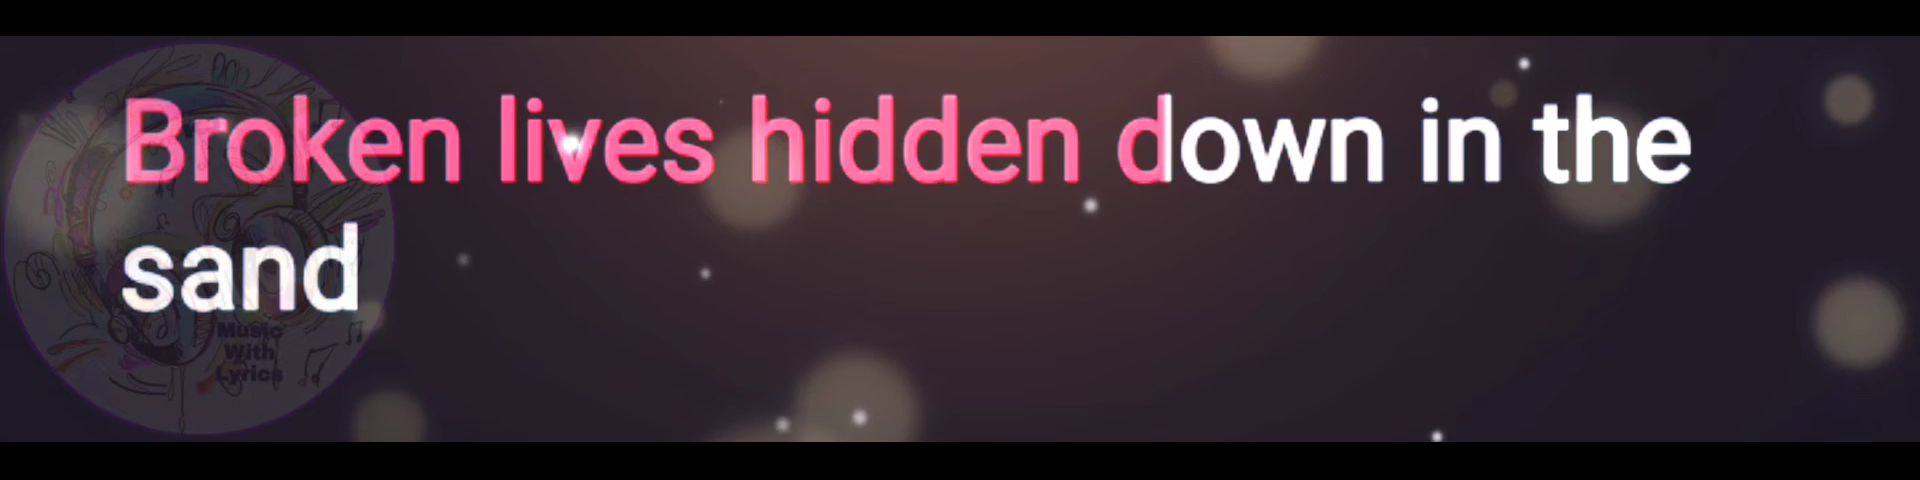 Broken lives hidden down in the
sand
Music
With
Lyrics